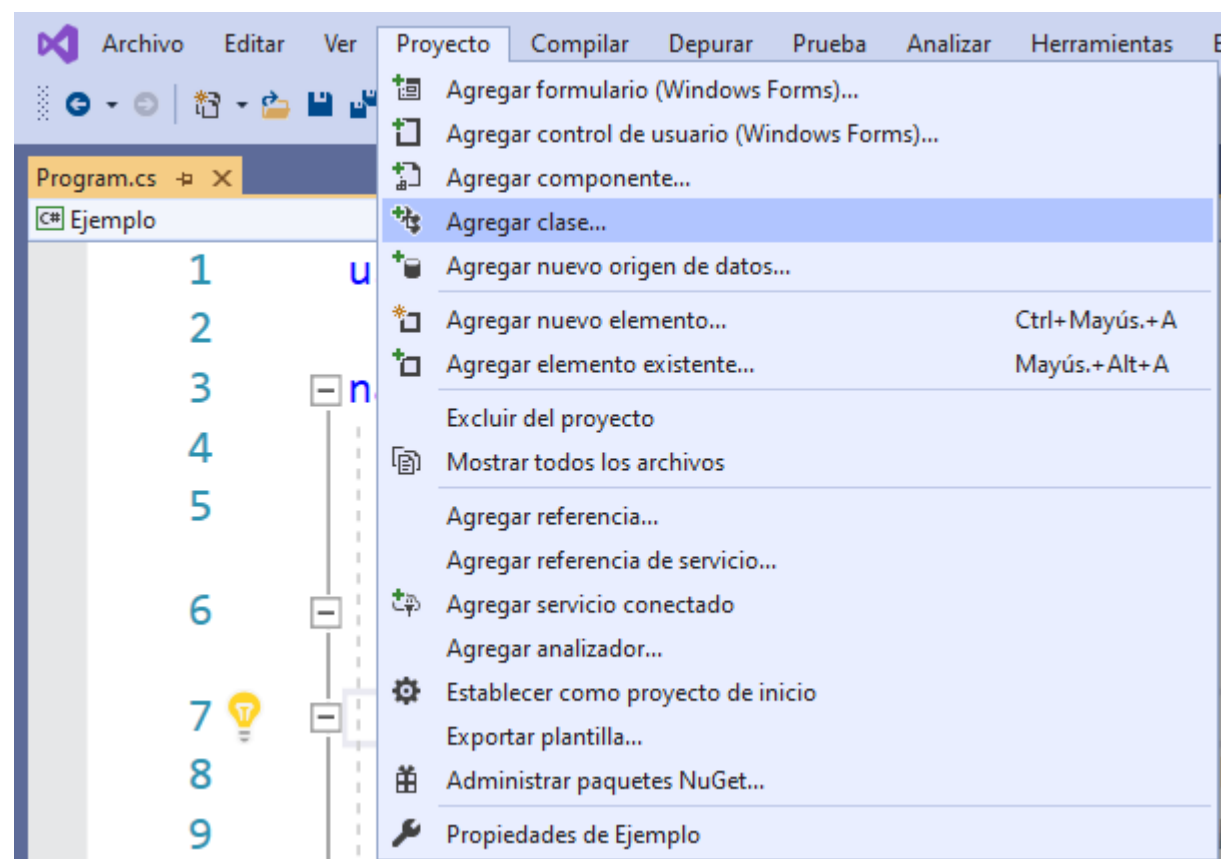 Archivo Editar Ver Proyecto Compilar Depurar Prueba Analizar Herramientas
Program.cs
C# Ejemplo
Agregar formulario (Windows Forms)...
Agregar control de usuario (Windows Forms)...
Agregar componente...
Agregar clase...
Agregar nuevo origen de datos...
Agregar nuevo elemento... Ctrl+Mayús.+A
Agregar elemento existente... Mayús.+Alt+A
Excluir del proyecto
Mostrar todos los archivos
Agregar referencia...
Agregar referencia de servicio...
Agregar servicio conectado
Agregar analizador...
Establecer como proyecto de inicio
Exportar plantilla...
Administrar paquetes NuGet...
Propiedades de Ejemplo
1
2
3
4
5
6
7
8
9